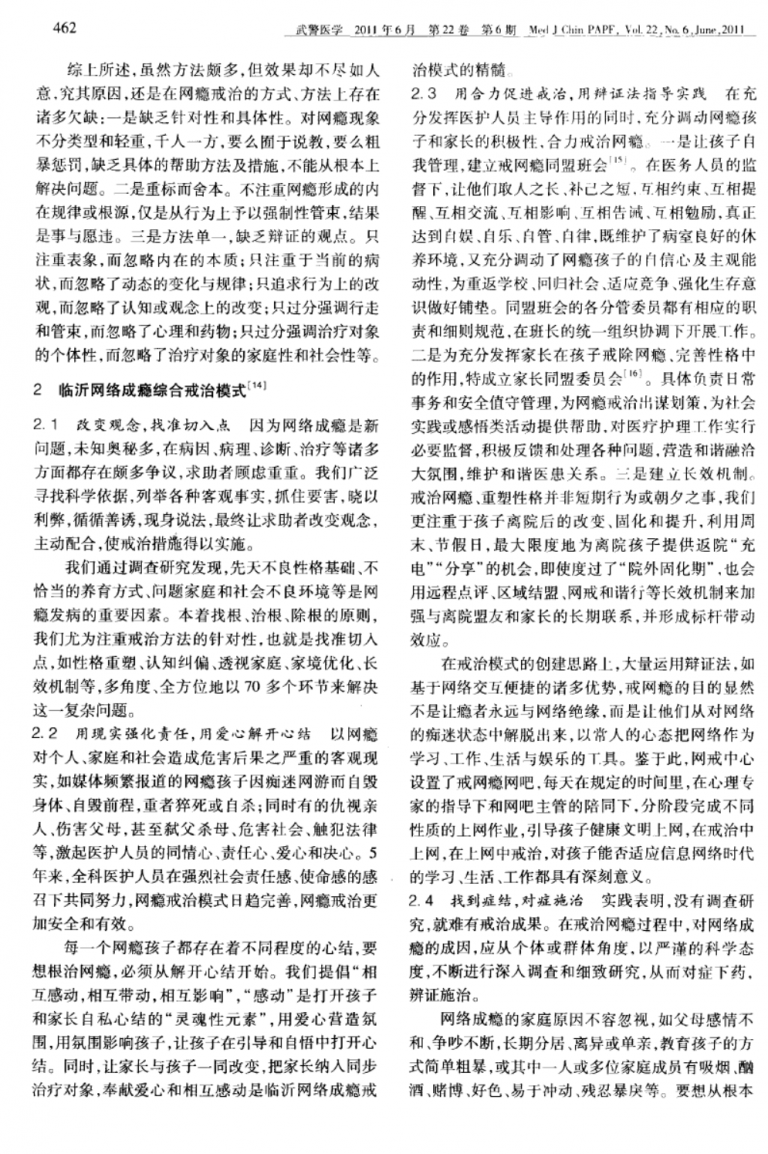 462
武警医学 2011年6月 第22卷 第6期 Med J Chin PAPF, Vol. 22, No. 6, June, 2011
综上所述,虽然方法颇多,但效果却不尽如人
意,究其原因,还是在网瘾戒治的方式、方法上存在
诸多欠缺:一是缺乏针对性和具体性。对网瘾现象
不分类型和轻重,千人一方,要么囿于说教,要么粗
暴惩罚,缺乏具体的帮助方法及措施,不能从根本上
解决问题。二是重标而舍本。不注重网瘾形成的内
在规律或根源,仅是从行为上予以强制性管束,结果
是事与愿违。三是方法单一,缺乏辩证的观点。只
注重表象,而忽略内在的本质;只注重于当前的病
状,而忽略了动态的变化与规律;只追求行为上的改
观,而忽略了认知或观念上的改变;只过分强调行走
和管束,而忽略了心理和药物;只过分强调治疗对象
的个体性,而忽略了治疗对象的家庭性和社会性等。
2 临沂网络成瘾综合戒治模式[14]
2.1 改变观念,找准切入点 因为网络成瘾是新
问题,未知奥秘多,在病因、病理、诊断、治疗等诸多
方面都存在颇多争议,求助者顾虑重重。我们广泛
寻找科学依据,列举各种客观事实,抓住要害,晓以
利弊,循循善诱,现身说法,最终让求助者改变观念,
主动配合,使戒治措施得以实施。
我们通过调查研究发现,先天不良性格基础、不
恰当的养育方式、问题家庭和社会不良环境等是网
瘾发病的重要因素。本着找根、治根、除根的原则,
我们尤为注重戒治方法的针对性,也就是找准切入
点,如性格重塑、认知纠偏、透视家庭、家境优化、长
效机制等,多角度、全方位地以70多个环节来解决
这一复杂问题。
2.2 用现实强化责任,用爱心解开心结 以网瘾
对个人、家庭和社会造成危害后果之严重的客观现
实,如媒体频繁报道的网瘾孩子因痴迷网游而自毁
身体、自毁前程,重者猝死或自杀;同时有的仇视亲
人、伤害父母,甚至弑父杀母、危害社会、触犯法律
等,激起医护人员的同情心、责任心、爱心和决心。5
年来,全科医护人员在强烈社会责任感、使命感的感
召下共同努力,网瘾戒治模式日趋完善,网瘾戒治更
加安全和有效。
每一个网瘾孩子都存在着不同程度的心结,要
想根治网瘾,必须从解开心结开始。我们提倡“相
互感动,相互带动,相互影响”,“感动”是打开孩子
和家长自私心结的“灵魂性元素”,用爱心营造氛
围,用氛围影响孩子,让孩子在引导和自悟中打开心
结。同时,让家长与孩子一同改变,把家长纳入同步
治疗对象,奉献爱心和相互感动是临沂网络成瘾戒
治模式的精髓。
2.3 用合力促进戒治,用辩证法指导实践 在充
分发挥医护人员主导作用的同时,充分调动网瘾孩
子和家长的积极性,合力戒治网瘾。一是让孩子自
我管理,建立戒网瘾同盟班会[15]。在医务人员的监
督下,让他们取人之长、补己之短,互相约束、互相提
醒、互相交流、互相影响、互相告诫、互相勉励,真正
达到自娱、自乐、自管、自律,既维护了病室良好的休
养环境,又充分调动了网瘾孩子的自信心及主观能
动性,为重返学校、回归社会、适应竞争、强化生存意
识做好铺垫。同盟班会的各分管委员都有相应的职
责和细则规范,在班长的统一组织协调下开展工作。
二是为充分发挥家长在孩子戒除网瘾、完善性格中
的作用,特成立家长同盟委员会[16]。具体负责日常
事务和安全值守管理,为网瘾戒治出谋划策,为社会
实践或感悟类活动提供帮助,对医疗护理工作实行
必要监督,积极反馈和处理各种问题,营造和谐融洽
大氛围,维护和谐医患关系。三是建立长效机制。
戒治网瘾、重塑性格并非短期行为或朝夕之事,我们
更注重于孩子离院后的改变、固化和提升,利用周
末、节假日,最大限度地为离院孩子提供返院“充
电”“分享”的机会,即使度过了“院外固化期”,也会
用远程点评、区域结盟、网戒和谐行等长效机制来加
强与离院盟友和家长的长期联系,并形成标杆带动
效应。
在戒治模式的创建思路上,大量运用辩证法,如
基于网络交互便捷的诸多优势,戒网瘾的目的显然
不是让瘾者永远与网络绝缘,而是让他们从对网络
的痴迷状态中解脱出来,以常人的心态把网络作为
学习、工作、生活与娱乐的工具。鉴于此,网戒中心
设置了戒网瘾网吧,每天在规定的时间里,在心理专
家的指导下和网吧主管的陪同下,分阶段完成不同
性质的上网作业,引导孩子健康文明上网,在戒治中
上网,在上网中戒治,对孩子能否适应信息网络时代
的学习、生活、工作都具有深刻意义。
2.4 找到症结,对症施治 实践表明,没有调查研
究,就难有戒治成果。在戒治网瘾过程中,对网络成
瘾的成因,应从个体或群体角度,以严谨的科学态
度,不断进行深入调查和细致研究,从而对症下药,
辨证施治。
网络成瘾的家庭原因不容忽视,如父母感情不
和、争吵不断,长期分居、离异或单亲,教育孩子的方
式简单粗暴,或其中一人或多位家庭成员有吸烟、酗
酒、赌博、好色、易于冲动、残忍暴戾等。要想从根本